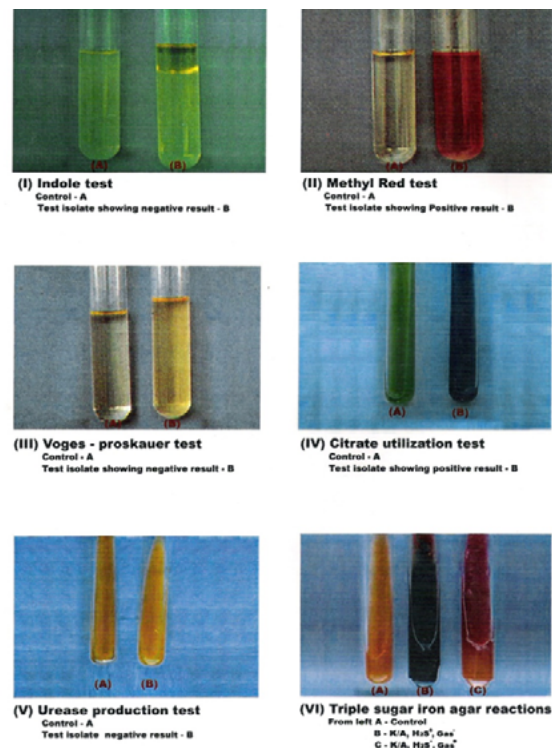 (A) (B)
(I) Indole test
Control - A
Test isolate showing negative result - B
(A) (B)
(II) Methyl Red test
Control - A
Test isolate showing Positive result - B
(A) (B)
(III) Voges - proskauer test
Control - A
Test isolate showing negative result - B
(A) (B)
(IV) Citrate utilization test
Control - A
Test isolate showing positive result - B
(A) (B)
(V) Urease production test
Control - A
Test isolate negative result - B
(A) (B) (C)
(VI) Triple sugar iron agar reactions
From left A - Control
B - K/A, H₂S⁺, Gas⁻
C - K/A, H₂S⁻, Gas⁺